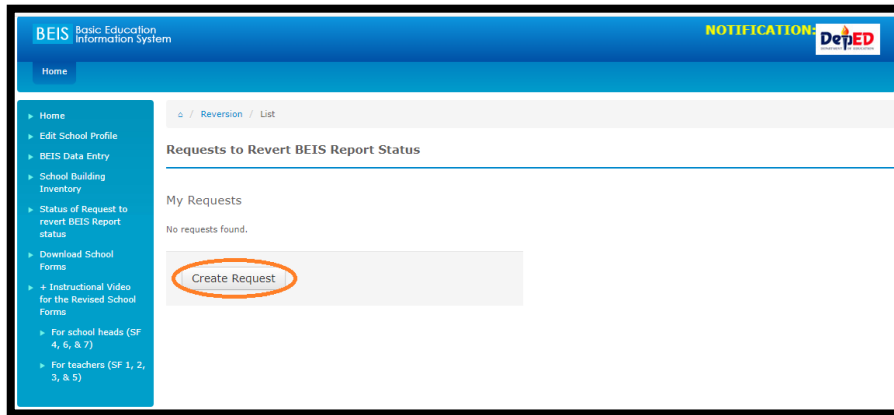 BEIS Basic Education
Information System
NOTIFICATION:
DepED
DEPARTMENT OF EDUCATION
Home
Home
Edit School Profile
BEIS Data Entry
School Building
Inventory
Status of Request to
revert BEIS Report
status
Download School
Forms
+ Instructional Video
for the Revised School
Forms
For school heads (SF
4, 6, & 7)
For teachers (SF 1, 2,
3, & 5)
/ Reversion / List
Requests to Revert BEIS Report Status
My Requests
No requests found.
Create Request